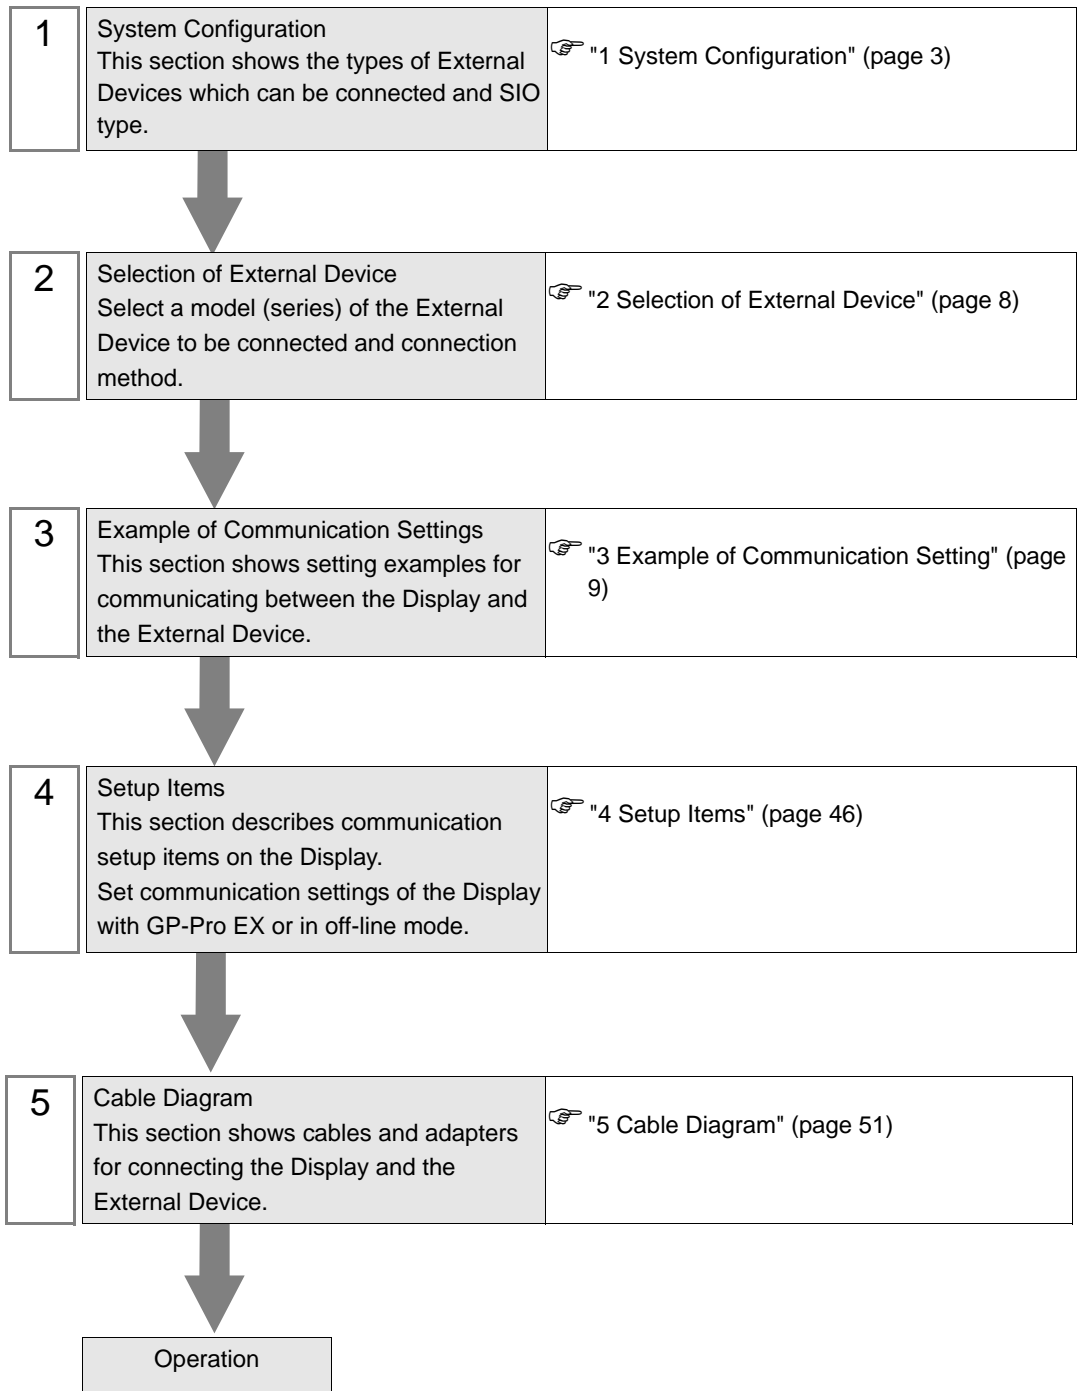 1
System Configuration
This section shows the types of External
Devices which can be connected and SIO
type.
"1 System Configuration" (page 3)
2
Selection of External Device
Select a model (series) of the External
Device to be connected and connection
method.
"2 Selection of External Device" (page 8)
3
Example of Communication Settings
This section shows setting examples for
communicating between the Display and
the External Device.
"3 Example of Communication Setting" (page
9)
4
Setup Items
This section describes communication
setup items on the Display.
Set communication settings of the Display
with GP-Pro EX or in off-line mode.
"4 Setup Items" (page 46)
5
Cable Diagram
This section shows cables and adapters
for connecting the Display and the
External Device.
"5 Cable Diagram" (page 51)
Operation